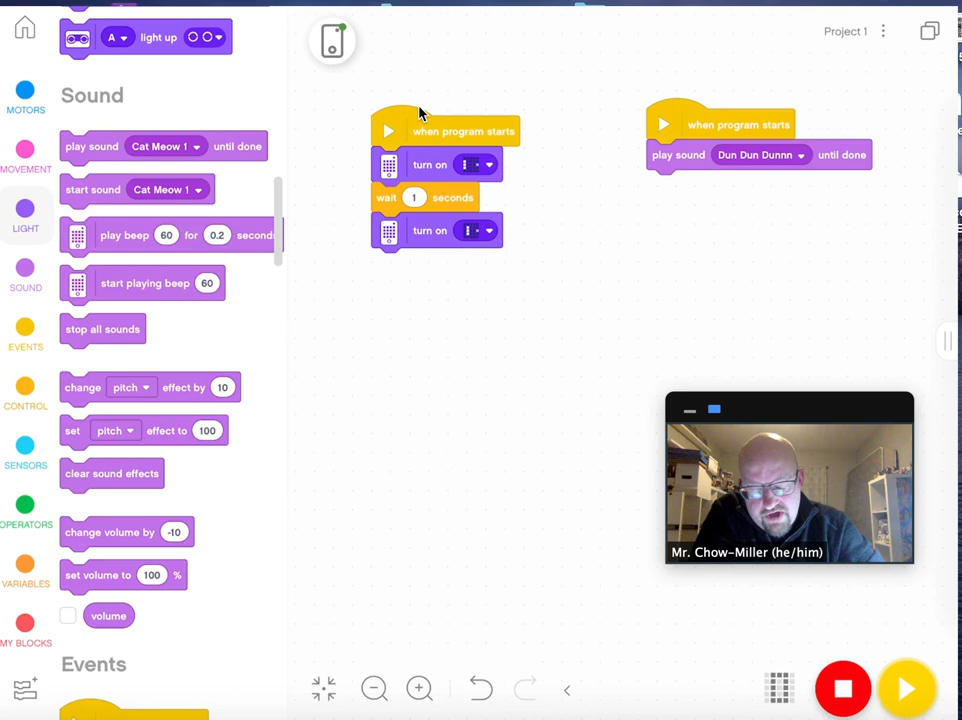 A light up
Project 1
MOTORS
MOVEMENT
LIGHT
SOUND
EVENTS
CONTROL
SENSORS
OPERATORS
VARIABLES
MY BLOCKS
Sound
play sound Cat Meow 1 until done
start sound Cat Meow 1
play beep 60 for 0.2 seconds
start playing beep 60
stop all sounds
change pitch effect by 10
set pitch effect to 100
clear sound effects
change volume by -10
set volume to 100 %
volume
Events
when program starts
turn on
wait 1 seconds
turn on
when program starts
play sound Dun Dun Dunnn until done
Mr. Chow-Miller (he/him)